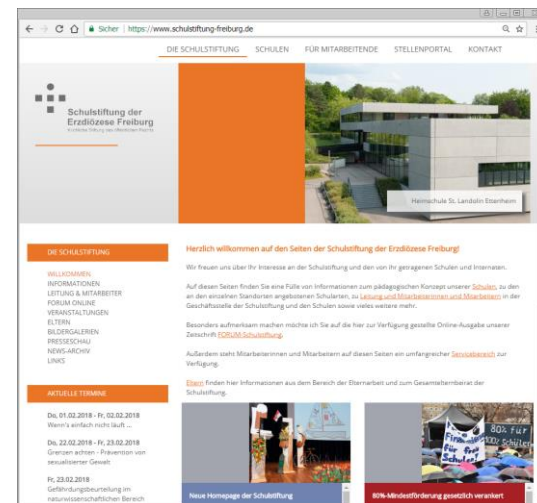 Sicher | https://www.schulstiftung-freiburg.de
DIE SCHULSTIFTUNG SCHULEN FÜR MITARBEITENDE STELLENPORTAL KONTAKT
Schulstiftung der
Erzdiözese Freiburg
Heimschule St. Landolin Ettenheim
DIE SCHULSTIFTUNG
WILLKOMMEN
INFORMATIONEN
LEITUNG & MITARBEITER
FORUM ONLINE
VERANSTALTUNGEN
ELTERN
BILDERGALERIEN
PRESSESCHAU
NEWS-ARCHIV
LINKS
AKTUELLE TERMINE
Do, 01.02.2018 - Fr, 02.02.2018
Wenn's einfach nicht läuft ...
Do, 22.02.2018 - Fr, 23.02.2018
Grenzen achten - Prävention von
sexualisierter Gewalt
Fr, 23.02.2018
Gefährdungsbeurteilung im
naturwissenschaftlichen Bereich
Herzlich willkommen auf den Seiten der Schulstiftung der Erzdiözese Freiburg!
Wir freuen uns über Ihr Interesse an der Schulstiftung und den von ihr getragenen Schulen und Internaten.
Auf diesen Seiten finden Sie eine Fülle von Informationen zum pädagogischen Konzept unserer Schulen, zu den
an den einzelnen Standorten angebotenen Schularten, zu Leitung und Mitarbeiterinnen und Mitarbeitern in der
Geschäftsstelle der Schulstiftung und den Schulen sowie vieles weitere mehr.
Besonders aufmerksam machen möchte ich Sie auf die hier zur Verfügung gestellte Online-Ausgabe unserer
Zeitschrift FORUM-Schulstiftung.
Außerdem steht Mitarbeiterinnen und Mitarbeitern auf diesen Seiten ein umfangreicher Servicebereich zur
Verfügung.
Eltern finden hier Informationen aus dem Bereich der Elternarbeit und zum Gesamtelternbeirat der
Schulstiftung.
Neue Homepage der Schulstiftung
für freie
Schulen
80% für
100% Schüler
80%-Mindestförderung gesetzlich verankert